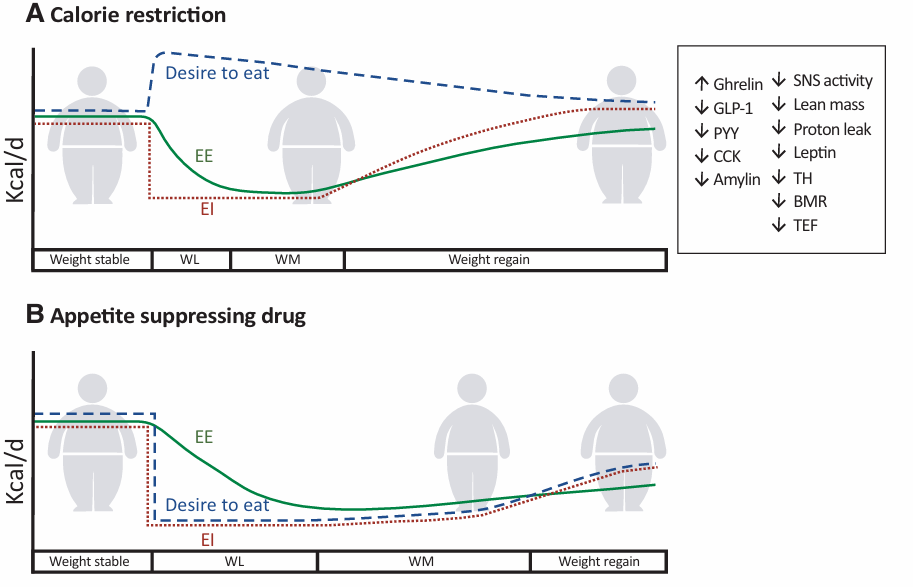 A Calorie restriction
Kcal/d
Desire to eat
EE
EI
Weight stable
WL
WM
Weight regain
↑ Ghrelin
↓ GLP-1
↓ PYY
↓ CCK
↓ Amylin
↓ SNS activity
↓ Lean mass
↓ Proton leak
↓ Leptin
↓ TH
↓ BMR
↓ TEF
B Appetite suppressing drug
Kcal/d
EE
Desire to eat
EI
Weight stable
WL
WM
Weight regain